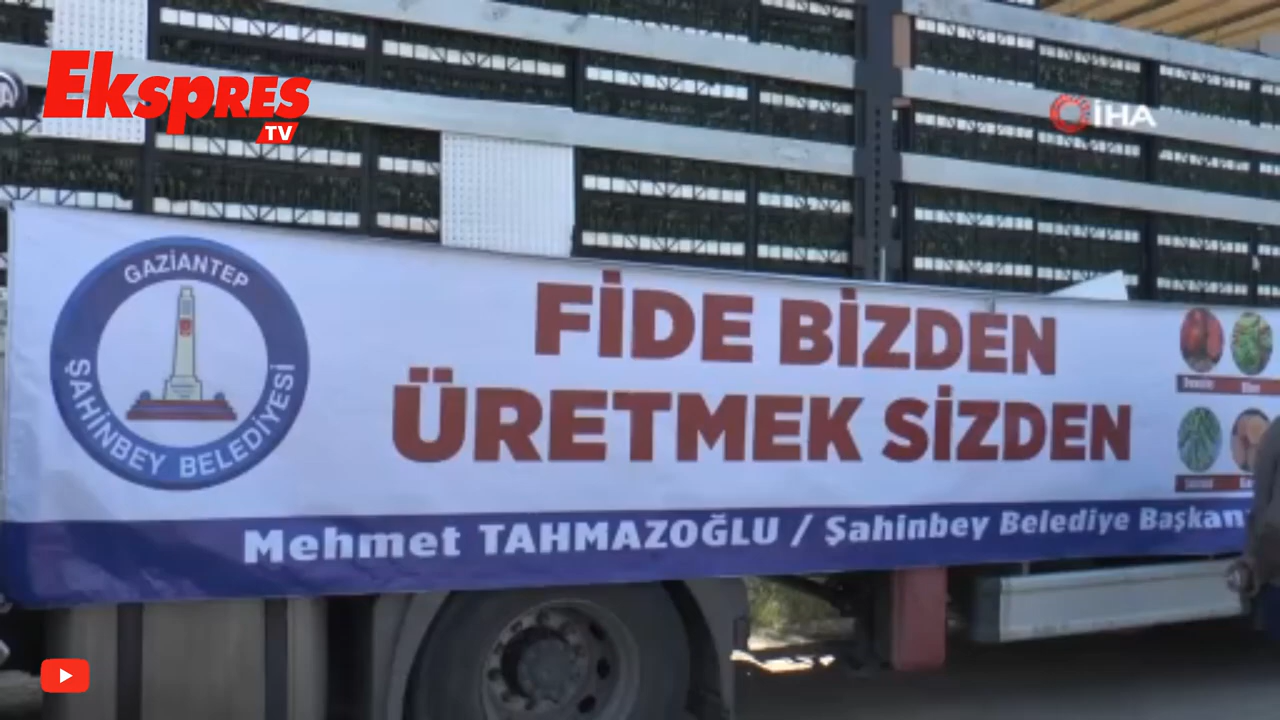 Ekspres
TV
İHA
GAZİANTEP
ŞAHİNBEY BELEDİYESİ
FİDE BİZDEN
ÜRETMEK SİZDEN
Mehmet TAHMAZOĞLU / Şahinbey Belediye Başkanı